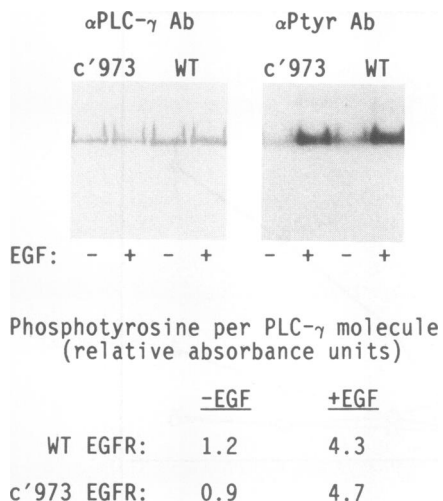 αPLC-γ Ab αPtyr Ab
c′973 WT c′973 WT
EGF: - + - + - + - +
Phosphotyrosine per PLC-γ molecule
(relative absorbance units)
-EGF +EGF
WT EGFR: 1.2 4.3
c′973 EGFR: 0.9 4.7